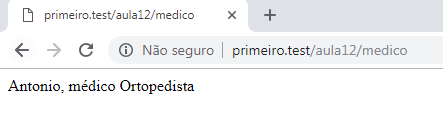 primeiro.test/aula12/medico
Não seguro | primeiro.test/aula12/medico
Antonio, médico Ortopedista